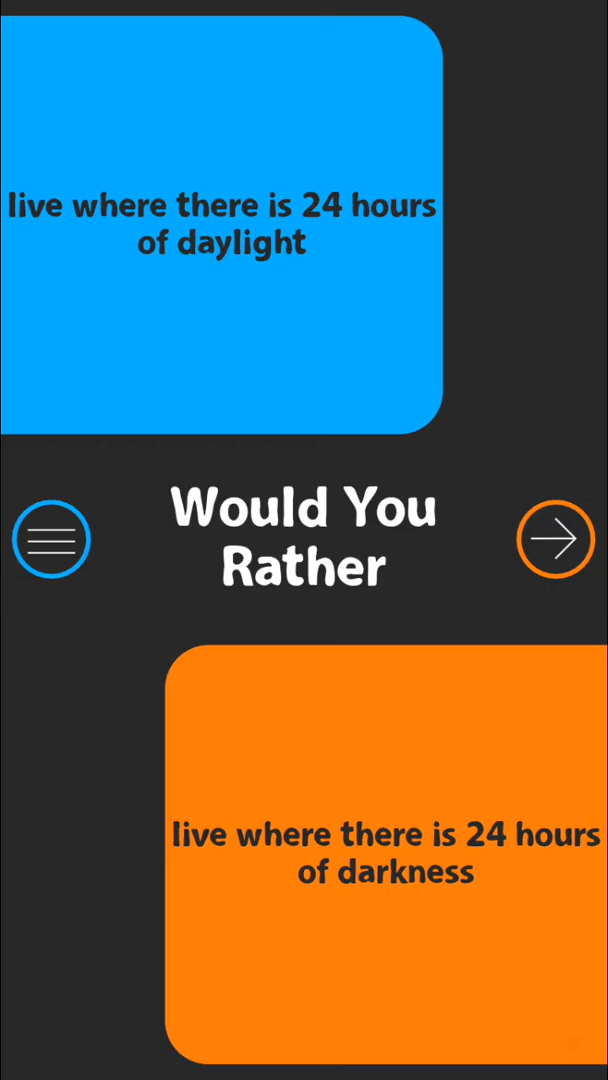 live where there is 24 hours
of daylight
Would You
Rather
live where there is 24 hours
of darkness